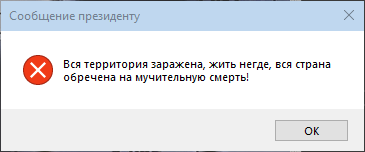 Сообщение президенту
Вся территория заражена, жить негде, вся страна
обречена на мучительную смерть!
OK